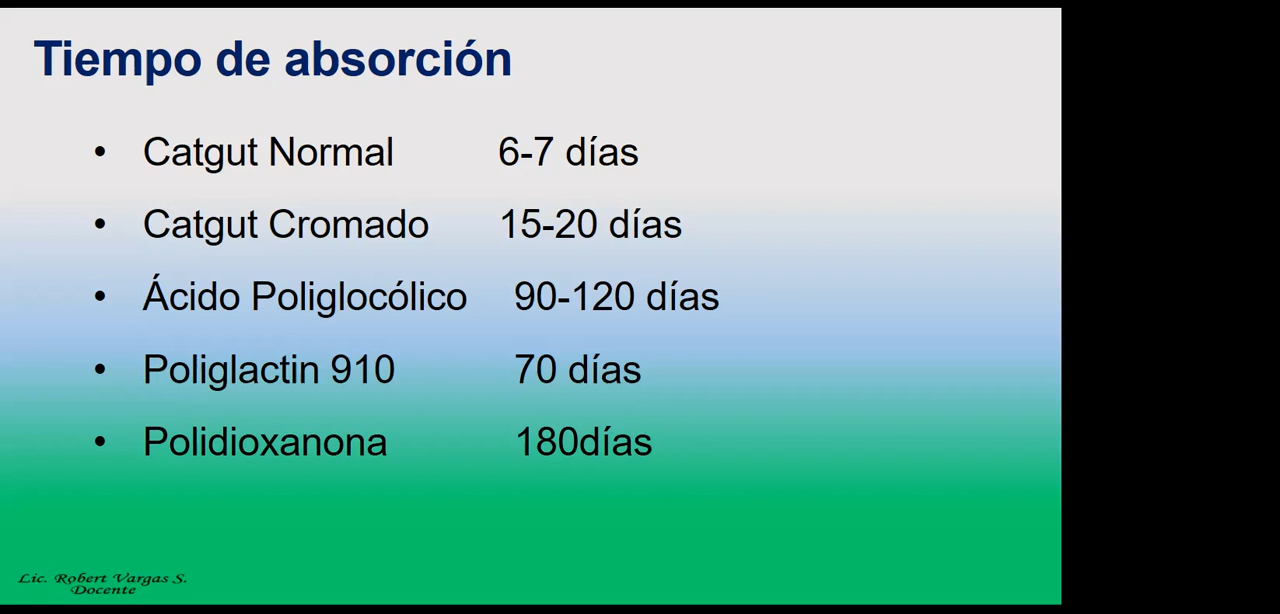 Tiempo de absorción
• Catgut Normal 6-7 días
• Catgut Cromado 15-20 días
• Ácido Poliglocólico 90-120 días
• Poliglactin 910 70 días
• Polidioxanona 180días
Lic. Robert Vargas S.
Docente